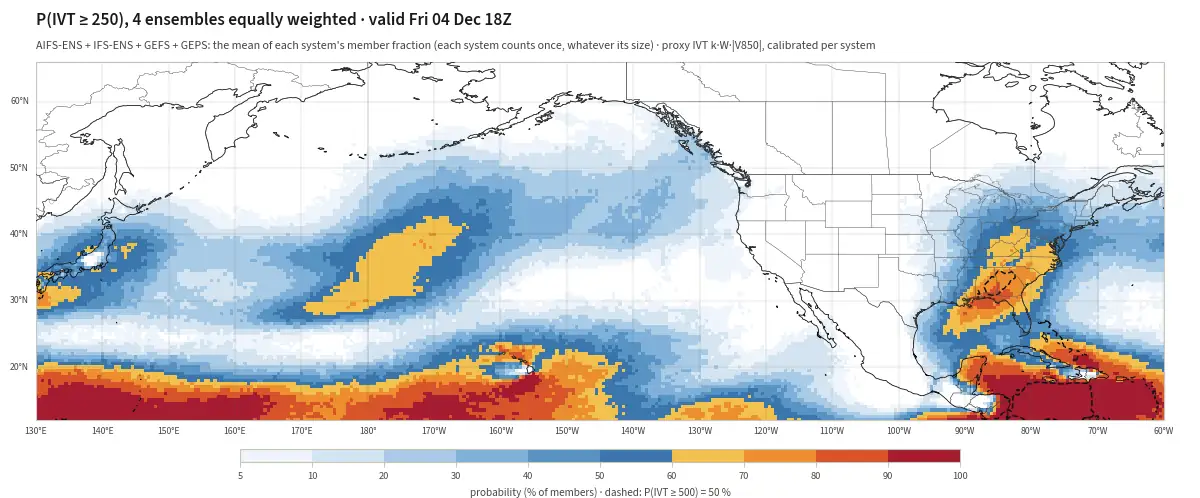 P(IVT ≥ 250), 4 ensembles equally weighted · valid Fri 04 Dec 18Z
AIFS-ENS + IFS-ENS + GEFS + GEPS: the mean of each system's member fraction (each system counts once, whatever its size) · proxy IVT k·W·|V850|, calibrated per system
60°N
50°N
40°N
30°N
20°N
130°E 140°E 150°E 160°E 170°E 180° 170°W 160°W 150°W 140°W 130°W 120°W 110°W 100°W 90°W 80°W 70°W 60°W
5 10 20 30 40 50 60 70 80 90 100
probability (% of members) · dashed: P(IVT ≥ 500) = 50 %